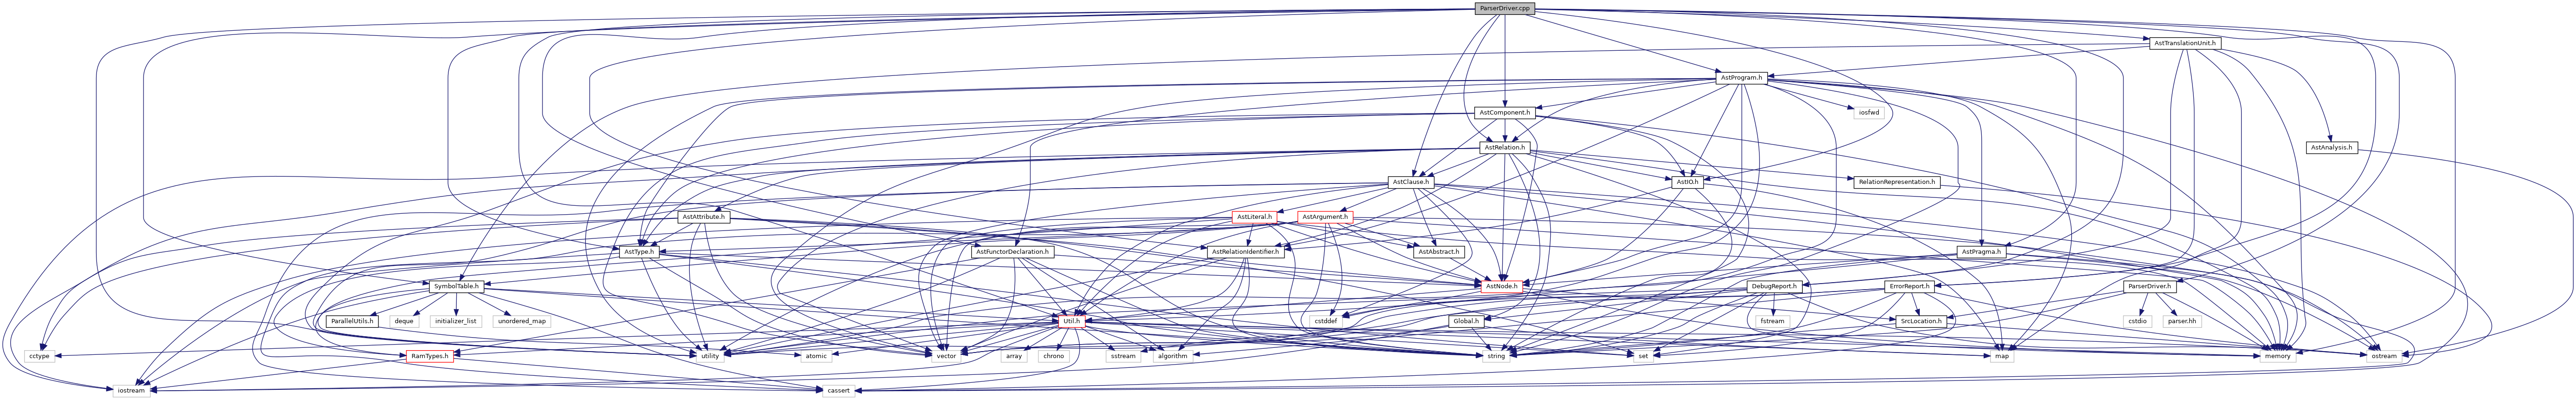 ParserDriver.cpp
AstTranslationUnit.h
AstProgram.h
AstComponent.h
iosfwd
AstRelation.h
AstAnalysis.h
AstClause.h
AstIO.h
RelationRepresentation.h
AstAttribute.h
AstLiteral.h
AstArgument.h
AstType.h
AstFunctorDeclaration.h
AstRelationIdentifier.h
AstAbstract.h
AstPragma.h
SymbolTable.h
AstNode.h
DebugReport.h
ErrorReport.h
ParserDriver.h
ParallelUtils.h
deque
initializer_list
unordered_map
Util.h
cstddef
Global.h
fstream
SrcLocation.h
cstdio
parser.hh
cctype
RamTypes.h
utility
atomic
vector
array
chrono
sstream
algorithm
string
set
map
memory
ostream
iostream
cassert